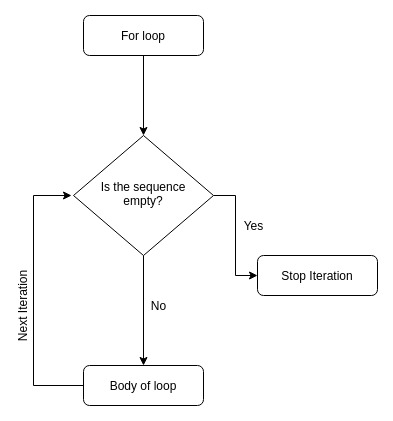 For loop
Is the sequence
empty?
Yes
Stop Iteration
No
Next Iteration
Body of loop